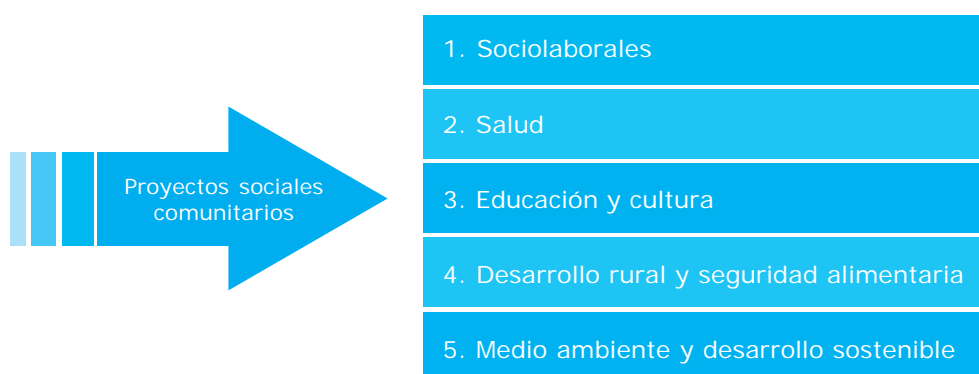 Proyectos sociales
comunitarios
1. Sociolaborales
2. Salud
3. Educación y cultura
4. Desarrollo rural y seguridad alimentaria
5. Medio ambiente y desarrollo sostenible